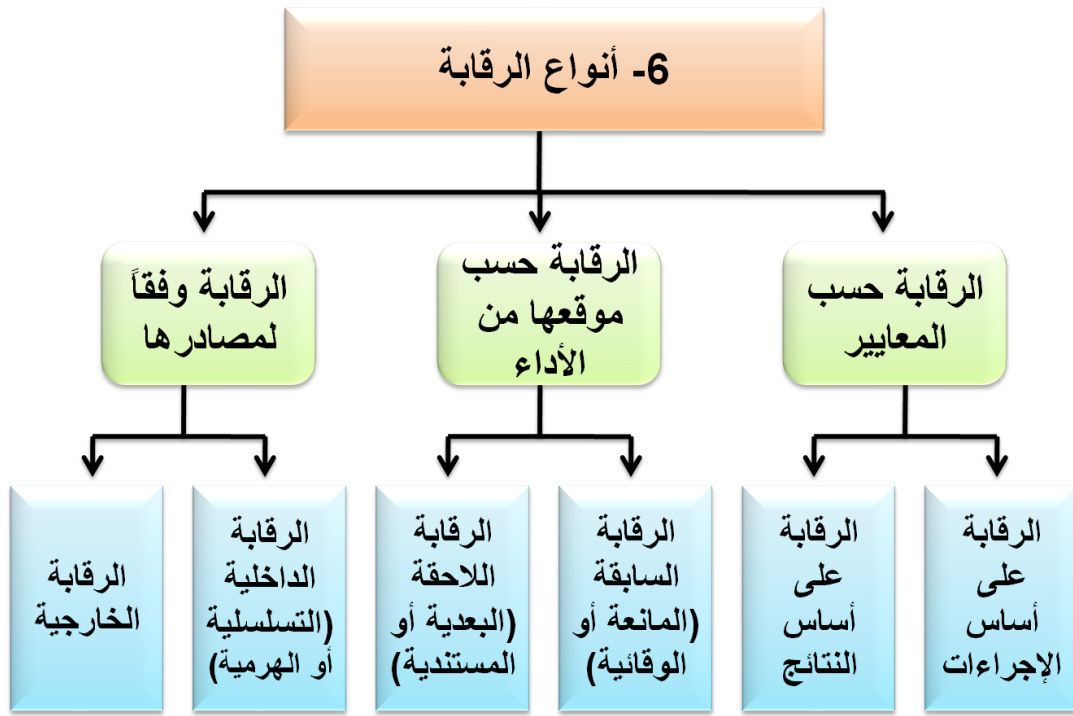 6- أنواع الرقابة
الرقابة حسب
المعايير
الرقابة حسب
موقعها من
الأداء
الرقابة وفقاً
لمصادرها
الرقابة
على
أساس
الإجراءات
الرقابة
على
أساس
النتائج
الرقابة
السابقة
(المانعة أو
الوقائية)
الرقابة
اللاحقة
(البعدية أو
المستندية)
الرقابة
الداخلية
(التسلسلية
أو الهرمية)
الرقابة
الخارجية